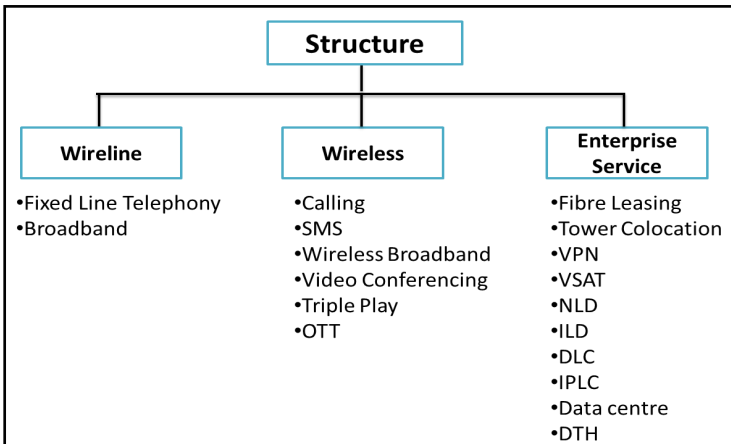 Structure
Wireline
•Fixed Line Telephony
•Broadband
Wireless
•Calling
•SMS
•Wireless Broadband
•Video Conferencing
•Triple Play
•OTT
Enterprise
Service
•Fibre Leasing
•Tower Colocation
•VPN
•VSAT
•NLD
•ILD
•DLC
•IPLC
•Data centre
•DTH